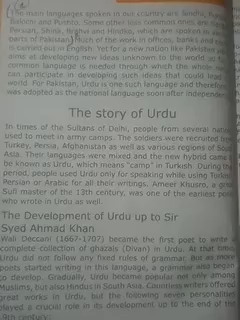 The main languages spoken in our country are Sindhi, Punjabi,
Balochi and Pushto. Some other less common ones are
Persian, Shina, Brahvi and Hindko, which are spoken in
parts of Pakistan. Much of the work in offices, banks and
is carried out in English. Yet for a new nation like Pakistan
aims at developing new ideas unknown to the world,
common language is needed through which the whole
can participate in developing such ideas that could lead
world. For Pakistan, Urdu is one such language and therefore
was adopted as the national language soon after independence.
The story of Urdu
In times of the Sultans of Delhi, people from several nations
used to meet in army camps. The soldiers were recruited from
Turkey, Persia, Afghanistan as well as various regions of South
Asia. Their languages were mixed and the new hybrid came to
be known as Urdu, which means "camp" in Turkish. During the
period, people used Urdu only for speaking while using Turkish,
Persian or Arabic for all their writings. Ameer Khusro, a great
Sufi master of the 13th century, was one of the earliest poets
who wrote in Urdu as well.
The Development of Urdu up to Sir
Syed Ahmad Khan
Wali Deccani (1667-1707) became the first poet to write a
complete collection of ghazals (Divan) in Urdu. At that time,
Urdu did not follow any fixed rules of grammar. But as more
poets started writing in this language, a grammar also began
to develop. Gradually, Urdu became popular not only among
Muslims, but also Hindus in South Asia. Countless writers offered
great works in Urdu, but the following seven personalities
played a crucial role in its development up to the end of the
19th century.